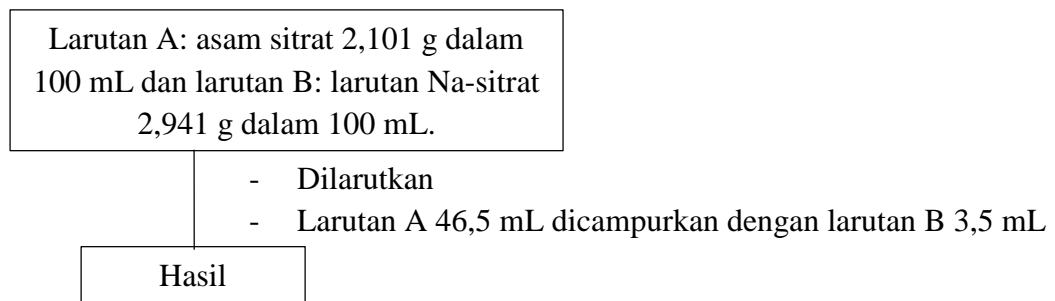 Larutan A: asam sitrat 2,101 g dalam
100 mL dan larutan B: larutan Na-sitrat
2,941 g dalam 100 mL.
- Dilarutkan
- Larutan A 46,5 mL dicampurkan dengan larutan B 3,5 mL
Hasil